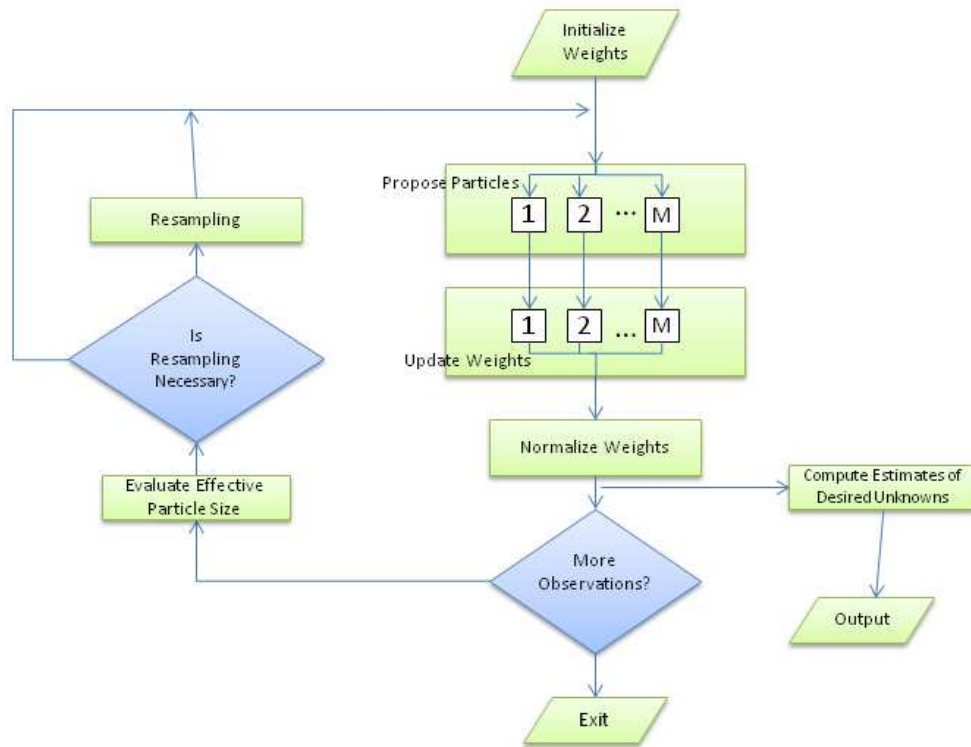 Initialize
Weights
Propose Particles
1 2 ... M
Resampling
1 2 ... M
Update Weights
Is
Resampling
Necessary?
Normalize Weights
Evaluate Effective
Particle Size
Compute Estimates of
Desired Unknowns
More
Observations?
Output
Exit